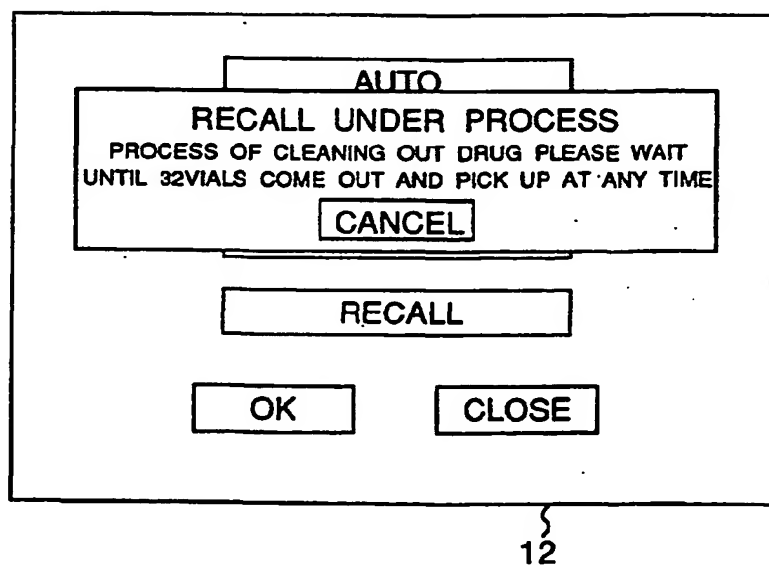 AUTO
RECALL UNDER PROCESS
PROCESS OF CLEANING OUT DRUG PLEASE WAIT
UNTIL 32VIALS COME OUT AND PICK UP AT ANY TIME
CANCEL
RECALL
OK CLOSE
12